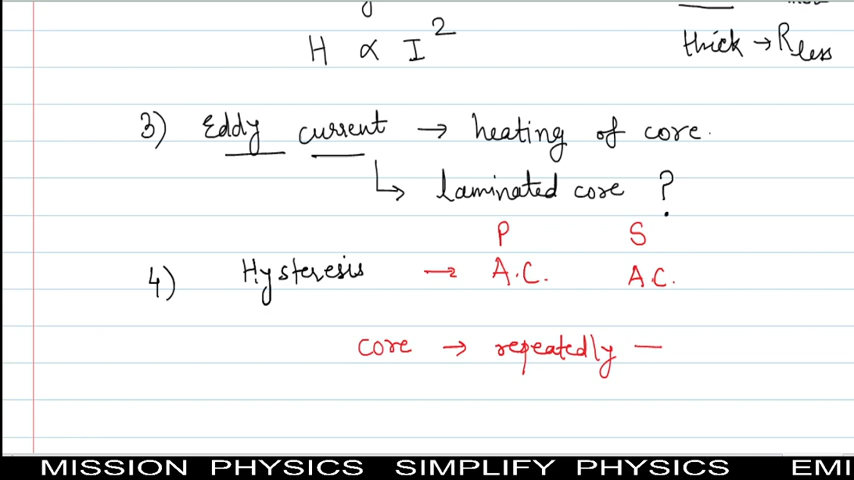 H ∝ I²
thick → R less
3) Eddy current → heating of core.
↳ Laminated core ?
P S
4) Hysteresis → A.C. A.C.
core → repeatedly —
MISSION PHYSICS SIMPLIFY PHYSICS EMI